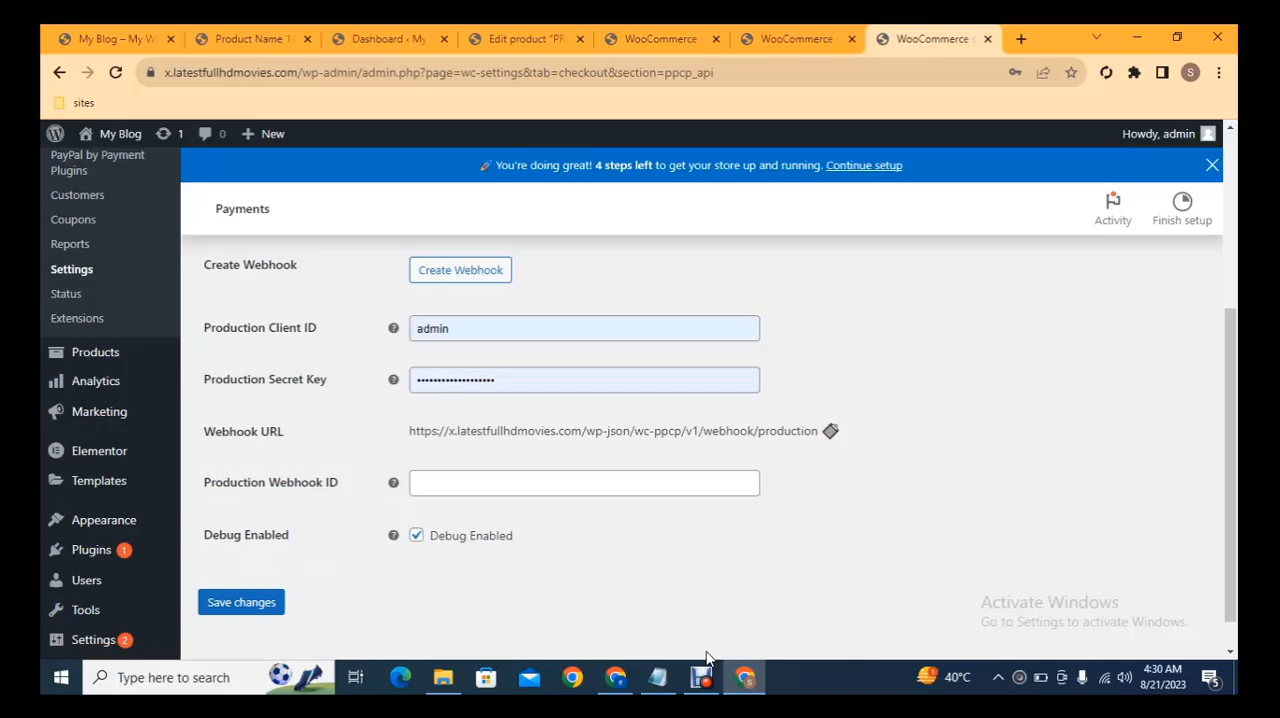 My Blog – My W
Product Name 1
Dashboard ‹ My
Edit product "PR
WooCommerce s
WooCommerce s
WooCommerce s
x.latestfullhdmovies.com/wp-admin/admin.php?page=wc-settings&tab=checkout&section=ppcp_api
S
sites
My Blog
1
0
New
Howdy, admin
PayPal by Payment
Plugins
Customers
Coupons
Reports
Settings
Status
Extensions
Products
Analytics
Marketing
Elementor
Templates
Appearance
Plugins 1
Users
Tools
Settings 2
You're doing great! 4 steps left to get your store up and running. Continue setup
Payments
Activity
Finish setup
Create Webhook
Create Webhook
Production Client ID
admin
Production Secret Key
•••••••••••••••••••
Webhook URL
https://x.latestfullhdmovies.com/wp-json/wc-ppcp/v1/webhook/production
Production Webhook ID
Debug Enabled
Debug Enabled
Save changes
Activate Windows
Go to Settings to activate Windows.
Type here to search
40°C
4:30 AM
8/21/2023
5